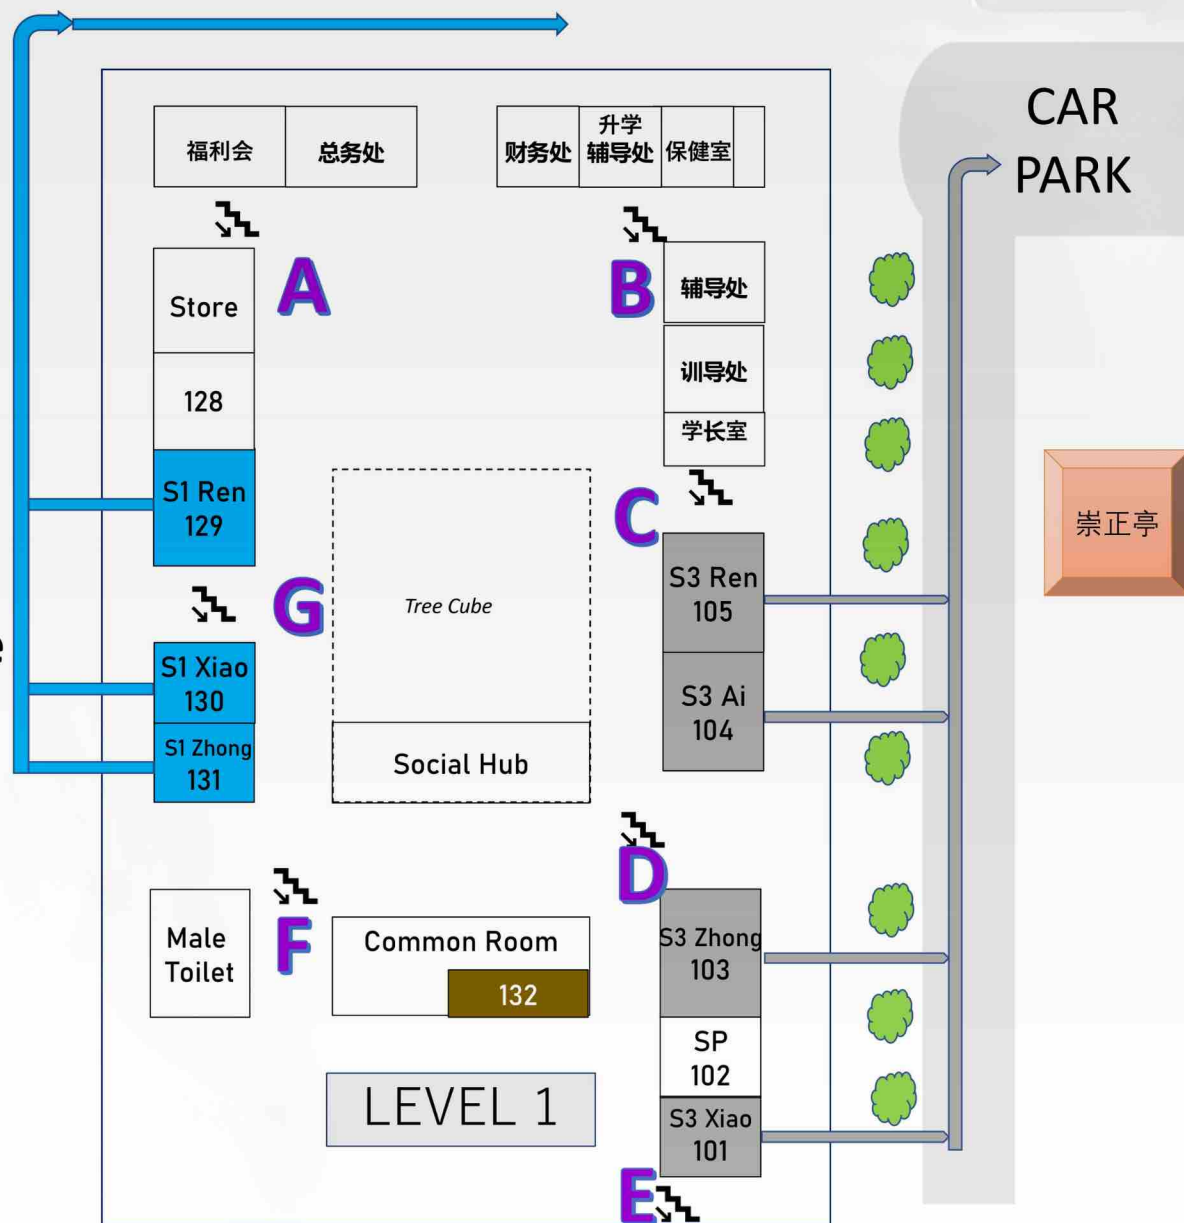 CAR
PARK
福利会
总务处
财务处
升学
辅导处
保健室
A
B
Store
辅导处
128
训导处
学长室
S1 Ren
129
C
崇正亭
S3 Ren
105
G
Tree Cube
S1 Xiao
130
S3 Ai
104
S1 Zhong
131
Social Hub
D
Male
Toilet
F
Common Room
132
S3 Zhong
103
SP
102
LEVEL 1
S3 Xiao
101
E